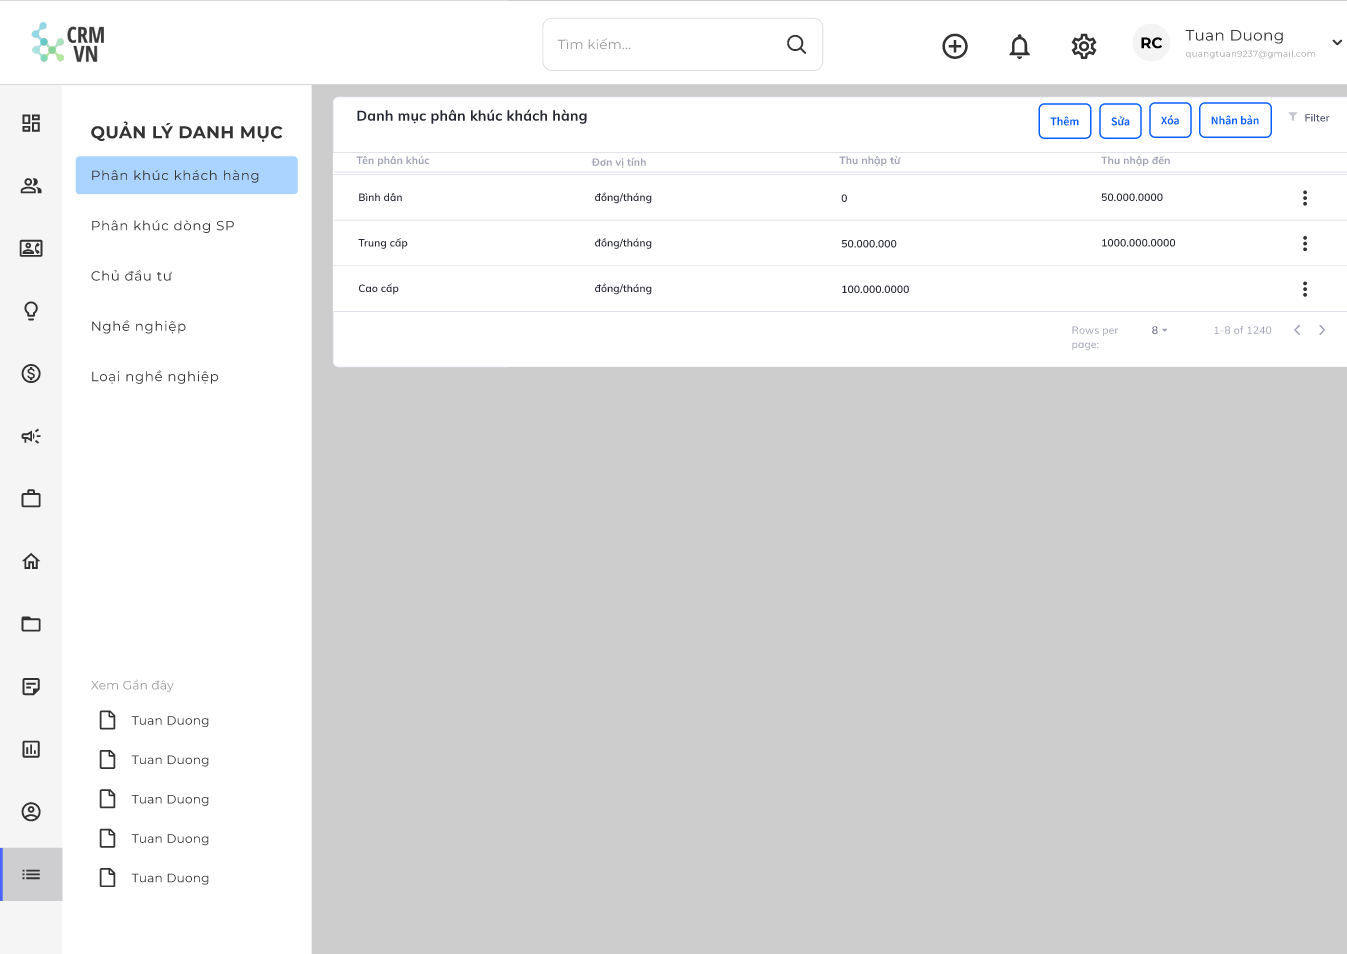 CRM
VN
Tìm kiếm...
RC
Tuan Duong
quangtuan9237@gmail.com
QUẢN LÝ DANH MỤC
Phân khúc khách hàng
Phân khúc dòng SP
Chủ đầu tư
Nghề nghiệp
Loại nghề nghiệp
Xem Gần đây
Tuan Duong
Tuan Duong
Tuan Duong
Tuan Duong
Tuan Duong
Danh mục phân khúc khách hàng
Thêm Sửa Xóa Nhân bản Filter
Tên phân khúc Đơn vị tính Thu nhập từ Thu nhập đến
Bình dân đồng/tháng 0 50.000.0000
Trung cấp đồng/tháng 50.000.000 1000.000.0000
Cao cấp đồng/tháng 100.000.0000
Rows per page: 8 1-8 of 1240